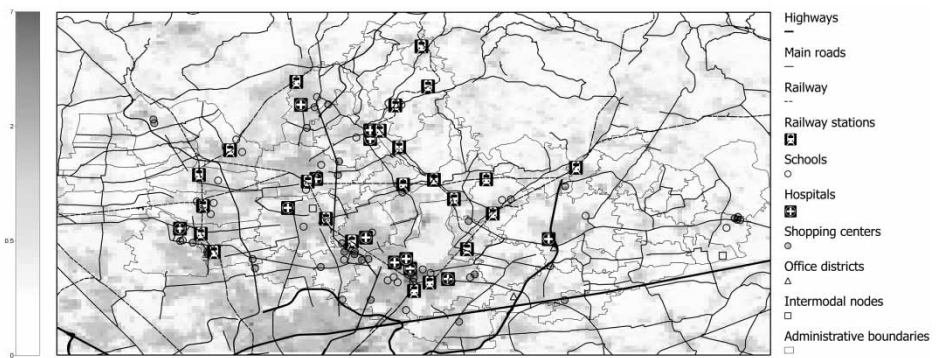 7
2
0.5
0
Highways
Main roads
Railway
Railway stations
Schools
Hospitals
Shopping centers
Office districts
Intermodal nodes
Administrative boundaries